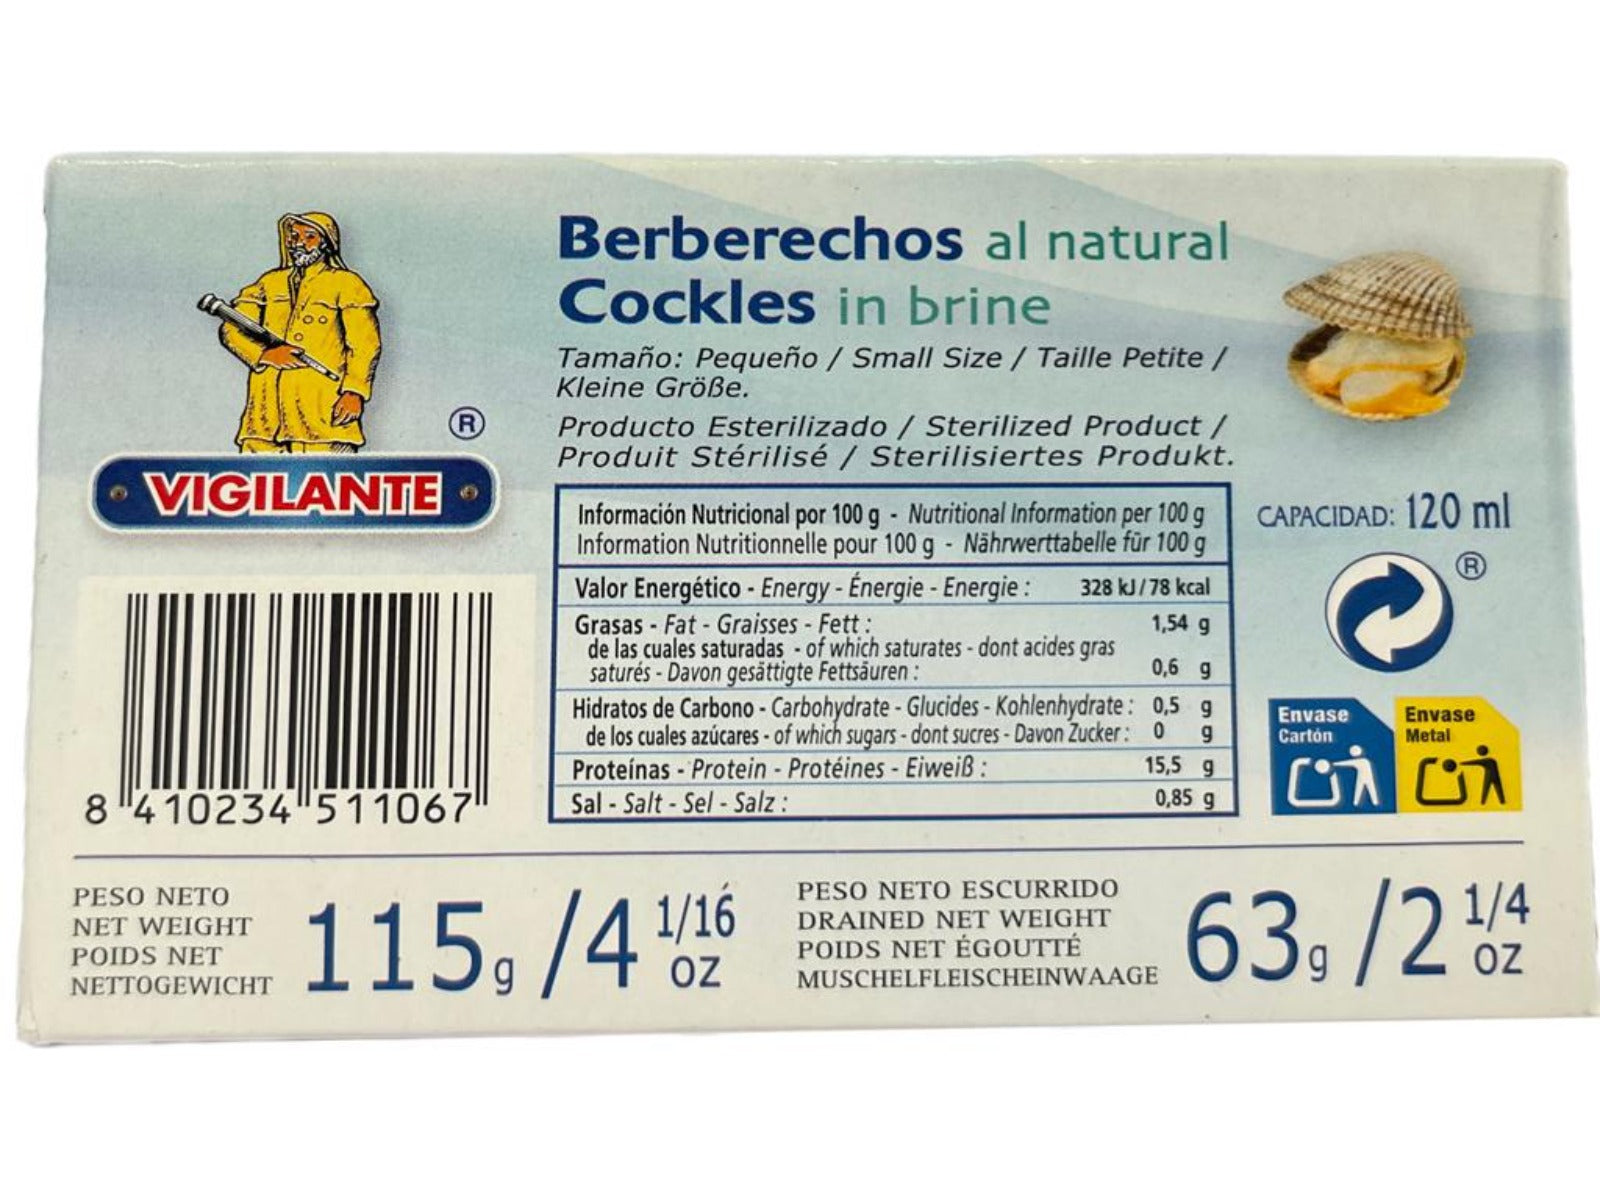 Berberechos al natural
Cockles in brine
Tamaño: Pequeño / Small Size / Taille Petite /
Kleine Größe.
Producto Esterilizado / Sterilized Product /
Produit Stérilisé / Sterilisiertes Produkt.
®
VIGILANTE
Información Nutricional por 100 g - Nutritional Information per 100 g
Information Nutritionnelle pour 100 g - Nährwerttabelle für 100 g
Valor Energético - Energy - Énergie - Energie : 328 kJ / 78 kcal
Grasas - Fat - Graisses - Fett : 1,54 g
de las cuales saturadas - of which saturates - dont acides gras
saturés - Davon gesättigte Fettsäuren : 0,6 g
Hidratos de Carbono - Carbohydrate - Glucides - Kohlenhydrate : 0,5 g
de los cuales azúcares - of which sugars - dont sucres - Davon Zucker : 0 g
Proteínas - Protein - Protéines - Eiweiß : 15,5 g
Sal - Salt - Sel - Salz : 0,85 g
CAPACIDAD: 120 ml
®
Envase
Cartón
Envase
Metal
8 410234 511067
PESO NETO
NET WEIGHT
POIDS NET
NETTOGEWICHT
115g /4 1/16 oz
PESO NETO ESCURRIDO
DRAINED NET WEIGHT
POIDS NET ÉGOUTTÉ
MUSCHELFLEISCHEINWAAGE
63g /2 1/4 oz